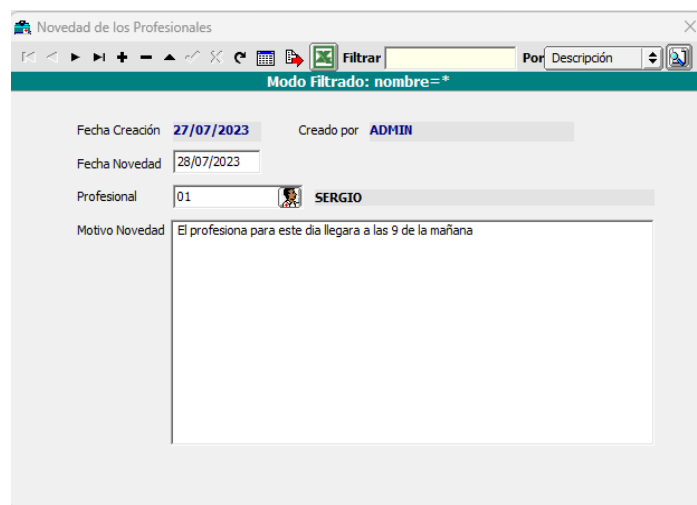 Novedad de los Profesionales
Filtrar Por Descripción
Modo Filtrado: nombre=*
Fecha Creación 27/07/2023 Creado por ADMIN
Fecha Novedad 28/07/2023
Profesional 01 SERGIO
Motivo Novedad El profesiona para este dia llegara a las 9 de la mañana